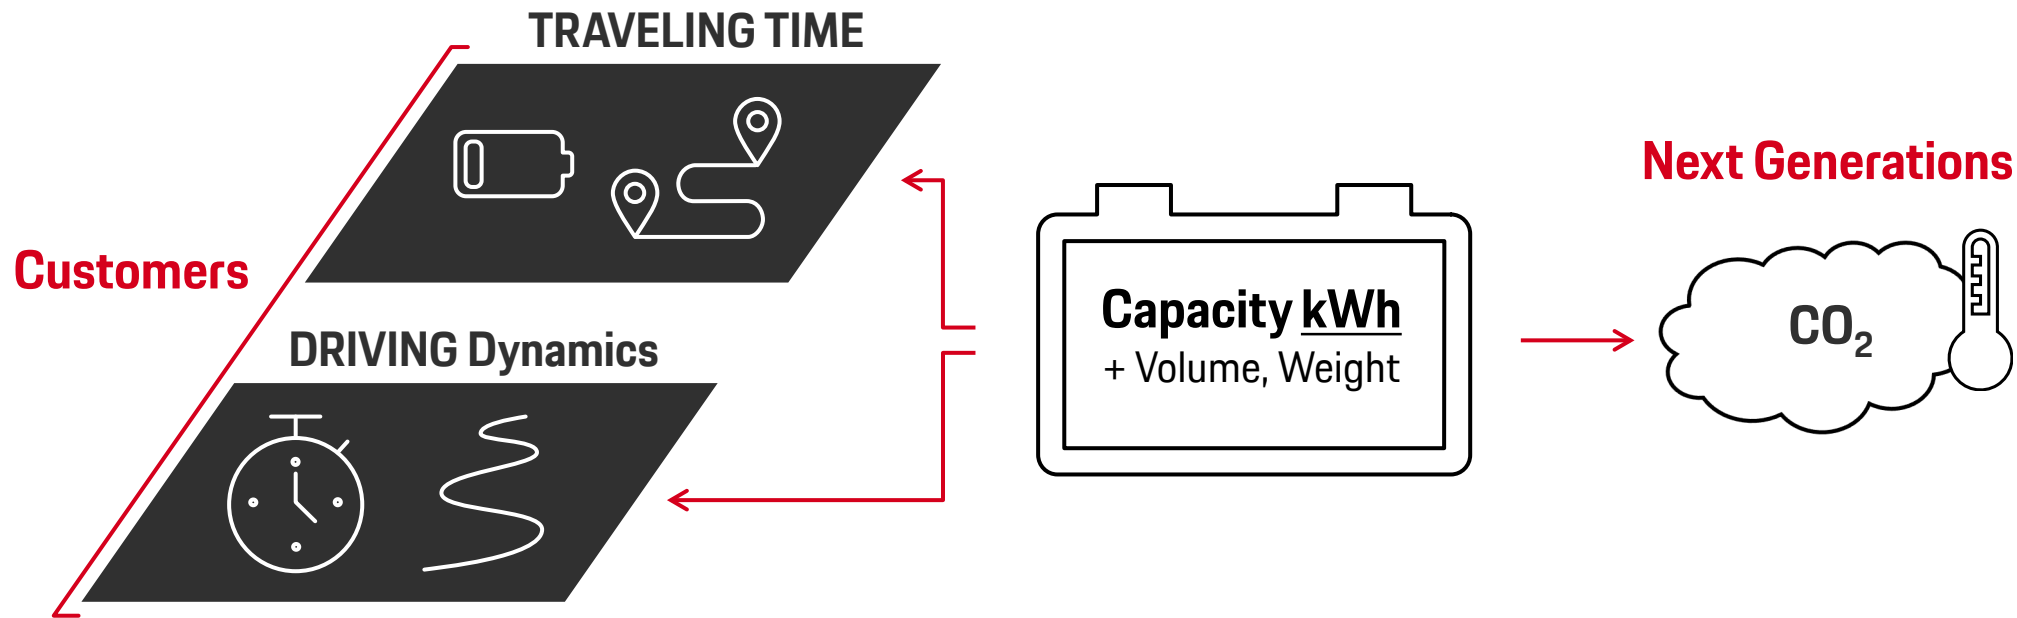 TRAVELING TIME
Customers
DRIVING Dynamics
Capacity kWh
+ Volume, Weight
Next Generations
CO₂